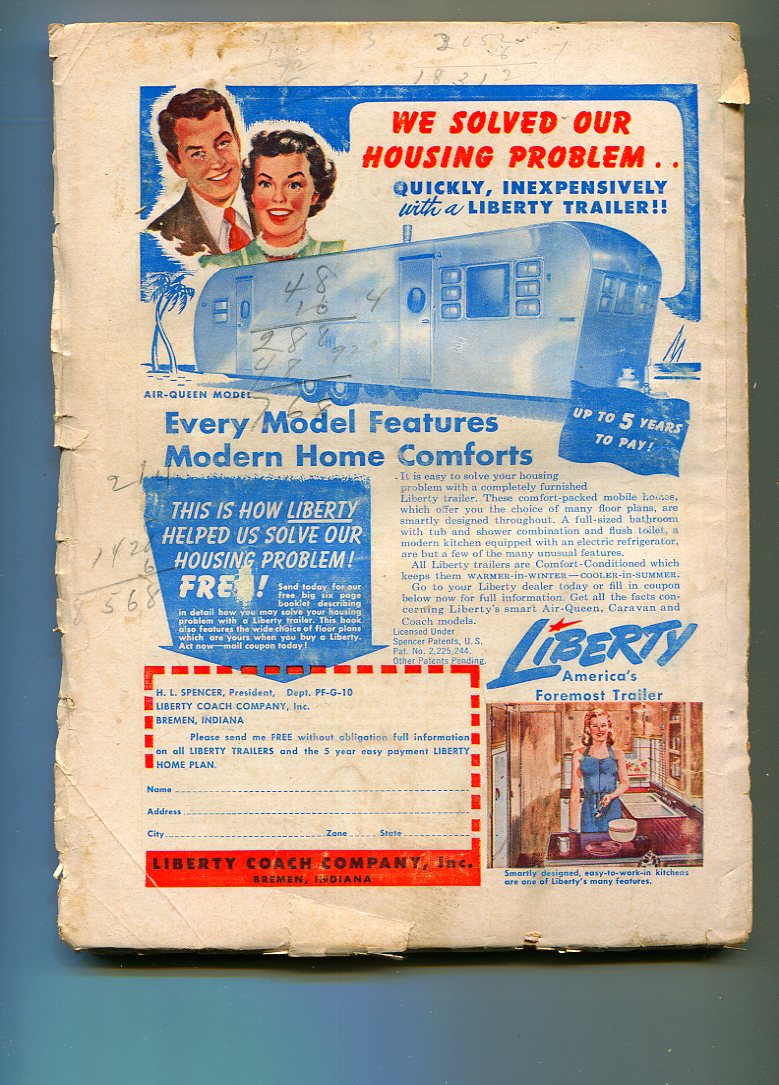 3052
6
18312
WE SOLVED OUR
HOUSING PROBLEM . .
QUICKLY, INEXPENSIVELY
with a LIBERTY TRAILER!!
48
16
288
48
768
4
AIR-QUEEN MODEL
UP TO 5 YEARS
TO PAY!
Every Model Features
Modern Home Comforts
It is easy to solve your housing
problem with a completely furnished
Liberty trailer. These comfort-packed mobile homes,
which offer you the choice of many floor plans, are
smartly designed throughout. A full-sized bathroom
with tub and shower combination and flush toilet, a
modern kitchen equipped with an electric refrigerator,
are but a few of the many unusual features.
All Liberty trailers are Comfort-Conditioned which
keeps them WARMER-in-WINTER—COOLER-in-SUMMER.
Go to your Liberty dealer today or fill in coupon
below now for full information. Get all the facts con-
cerning Liberty's smart Air-Queen, Caravan and
Coach models.
Licensed Under
Spencer Patents, U. S.
Pat. No. 2,225,244.
Other Patents Pending.
THIS IS HOW LIBERTY
HELPED US SOLVE OUR
HOUSING PROBLEM!
FREE!
Send today for our
free big six page
booklet describing
in detail how you may solve your housing
problem with a Liberty trailer. This book
also features the wide choice of floor plans
which are yours when you buy a Liberty.
Act now—mail coupon today!
214
142
6
8568
LIBERTY
America's
Foremost Trailer
H. L. SPENCER, President, Dept. PF-G-10
LIBERTY COACH COMPANY, Inc.
BREMEN, INDIANA
Please send me FREE without obligation full information
on all LIBERTY TRAILERS and the 5 year easy payment LIBERTY
HOME PLAN.
Name
Address
City Zone State
LIBERTY COACH COMPANY, Inc.
BREMEN, INDIANA
Smartly designed, easy-to-work-in kitchens
are one of Liberty's many features.